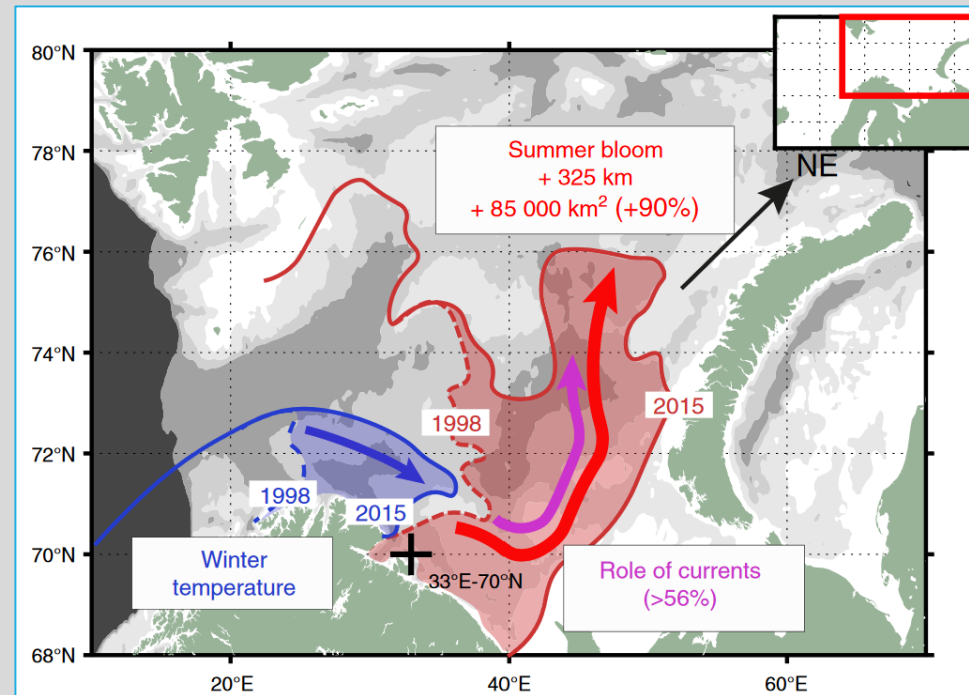 80°N
78°N
76°N
74°N
72°N
70°N
68°N
20°E
40°E
60°E
NE
Summer bloom
+ 325 km
+ 85 000 km² (+90%)
1998
2015
1998
2015
Winter
temperature
33°E-70°N
Role of currents
(>56%)